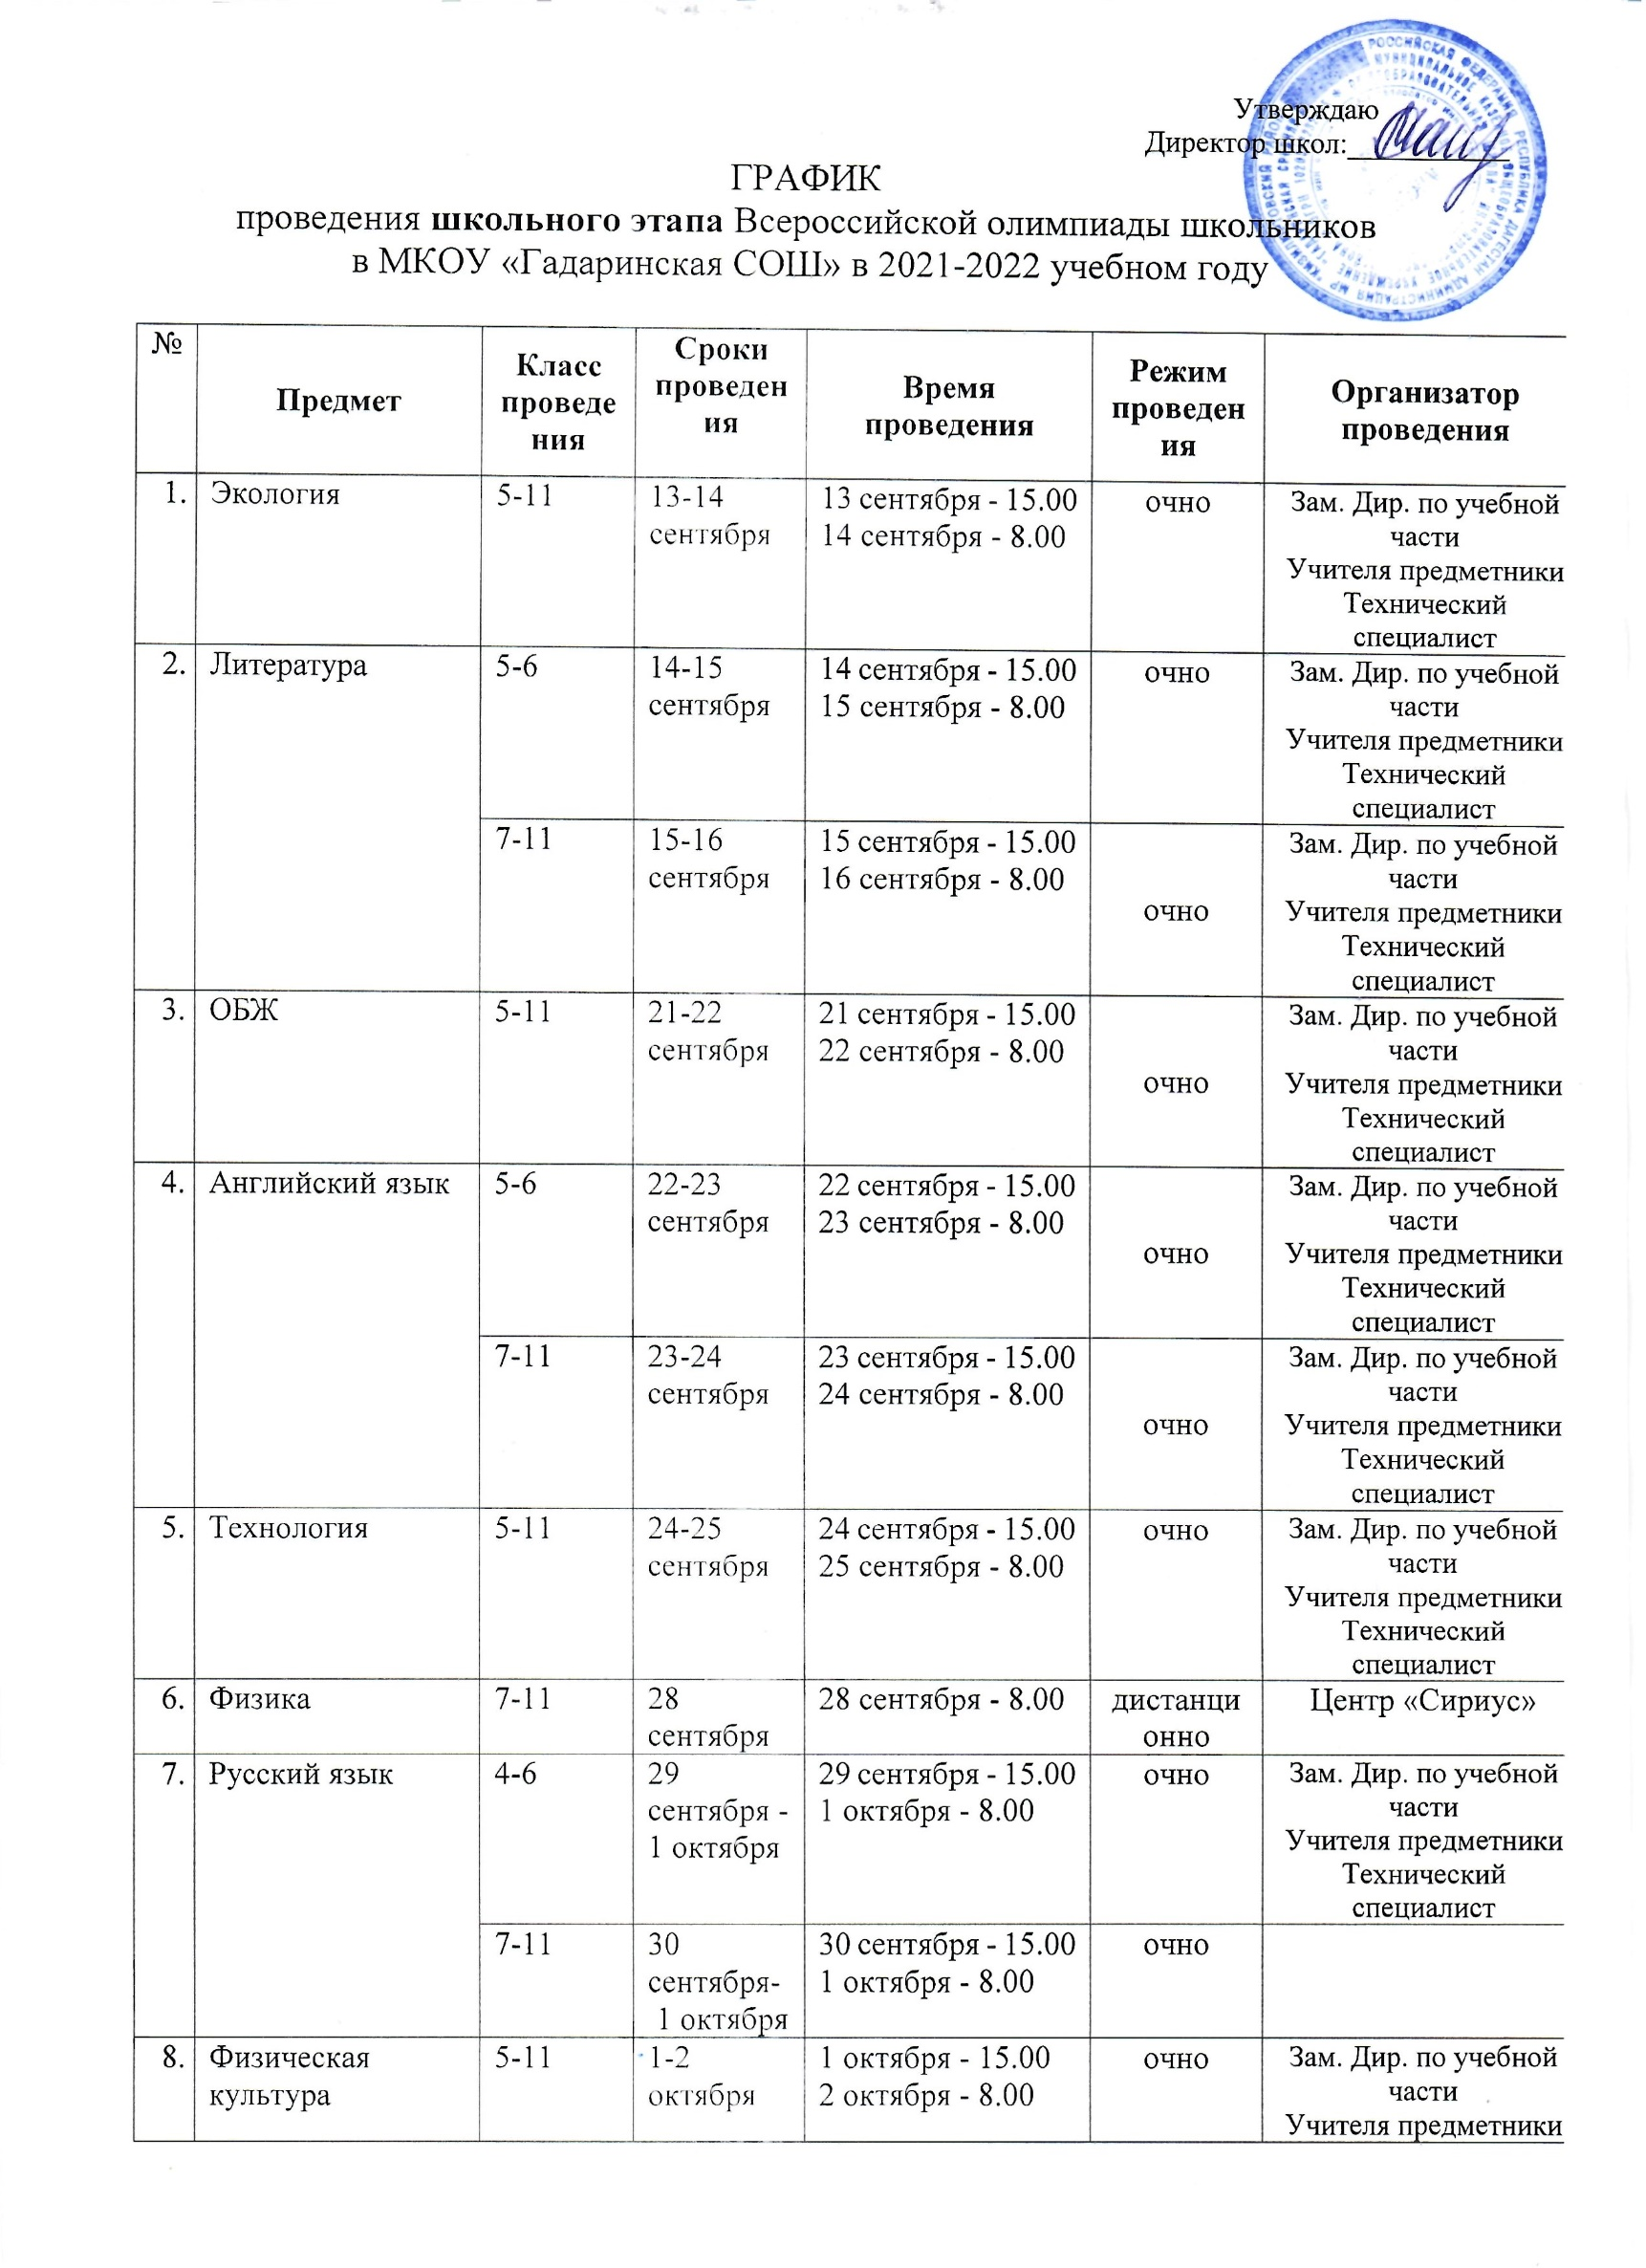 Утверждаю
Директор школ:
ГРАФИК
проведения школьного этапа Всероссийской олимпиады школьников
в МКОУ «Гадаринская СОШ» в 2021-2022 учебном году
№
Предмет
Класс
проведе
ния
Сроки
проведен
ия
Время
проведения
Режим
проведен
ия
Организатор
проведения
1.
Экология
5-11
13-14
сентября
13 сентября - 15.00
14 сентября - 8.00
очно
Зам. Дир. по учебной
части
Учителя предметники
Технический
специалист
2.
Литература
5-6
14-15
сентября
14 сентября - 15.00
15 сентября - 8.00
очно
Зам. Дир. по учебной
части
Учителя предметники
Технический
специалист
7-11
15-16
сентября
15 сентября - 15.00
16 сентября - 8.00
очно
Зам. Дир. по учебной
части
Учителя предметники
Технический
специалист
3.
ОБЖ
5-11
21-22
сентября
21 сентября - 15.00
22 сентября - 8.00
очно
Зам. Дир. по учебной
части
Учителя предметники
Технический
специалист
4.
Английский язык
5-6
22-23
сентября
22 сентября - 15.00
23 сентября - 8.00
очно
Зам. Дир. по учебной
части
Учителя предметники
Технический
специалист
7-11
23-24
сентября
23 сентября - 15.00
24 сентября - 8.00
очно
Зам. Дир. по учебной
части
Учителя предметники
Технический
специалист
5.
Технология
5-11
24-25
сентября
24 сентября - 15.00
25 сентября - 8.00
очно
Зам. Дир. по учебной
части
Учителя предметники
Технический
специалист
6.
Физика
7-11
28
сентября
28 сентября - 8.00
дистанци
онно
Центр «Сириус»
7.
Русский язык
4-6
29
сентября -
1 октября
29 сентября - 15.00
1 октября - 8.00
очно
Зам. Дир. по учебной
части
Учителя предметники
Технический
специалист
7-11
30
сентября-
1 октября
30 сентября - 15.00
1 октября - 8.00
очно
8.
Физическая
культура
5-11
1-2
октября
1 октября - 15.00
2 октября - 8.00
очно
Зам. Дир. по учебной
части
Учителя предметники
РОССИЙСКАЯ ФЕДЕРАЦИЯ РЕСПУБЛИКА ДАГЕСТАН АДМИНИСТРАЦИЯ МР